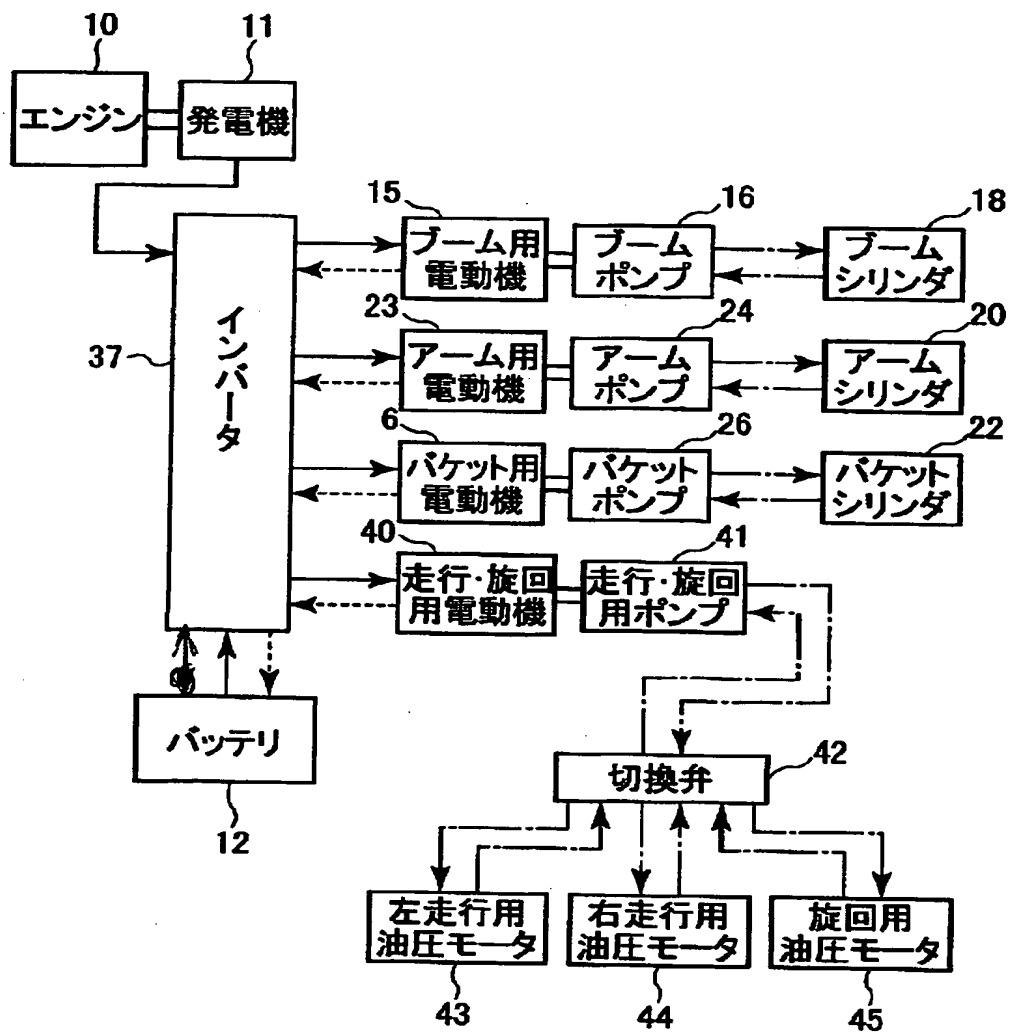 10
11
エンジン
発電機
15
16
18
ブーム用
電動機
ブーム
ポンプ
ブーム
シリンダ
23
24
20
37
インバータ
アーム用
電動機
アーム
ポンプ
アーム
シリンダ
6
26
22
バケット用
電動機
バケット
ポンプ
バケット
シリンダ
40
41
走行・旋回
用電動機
走行・旋回
用ポンプ
バッテリ
12
切換弁
42
左走行用
油圧モータ
右走行用
油圧モータ
旋回用
油圧モータ
43
44
45